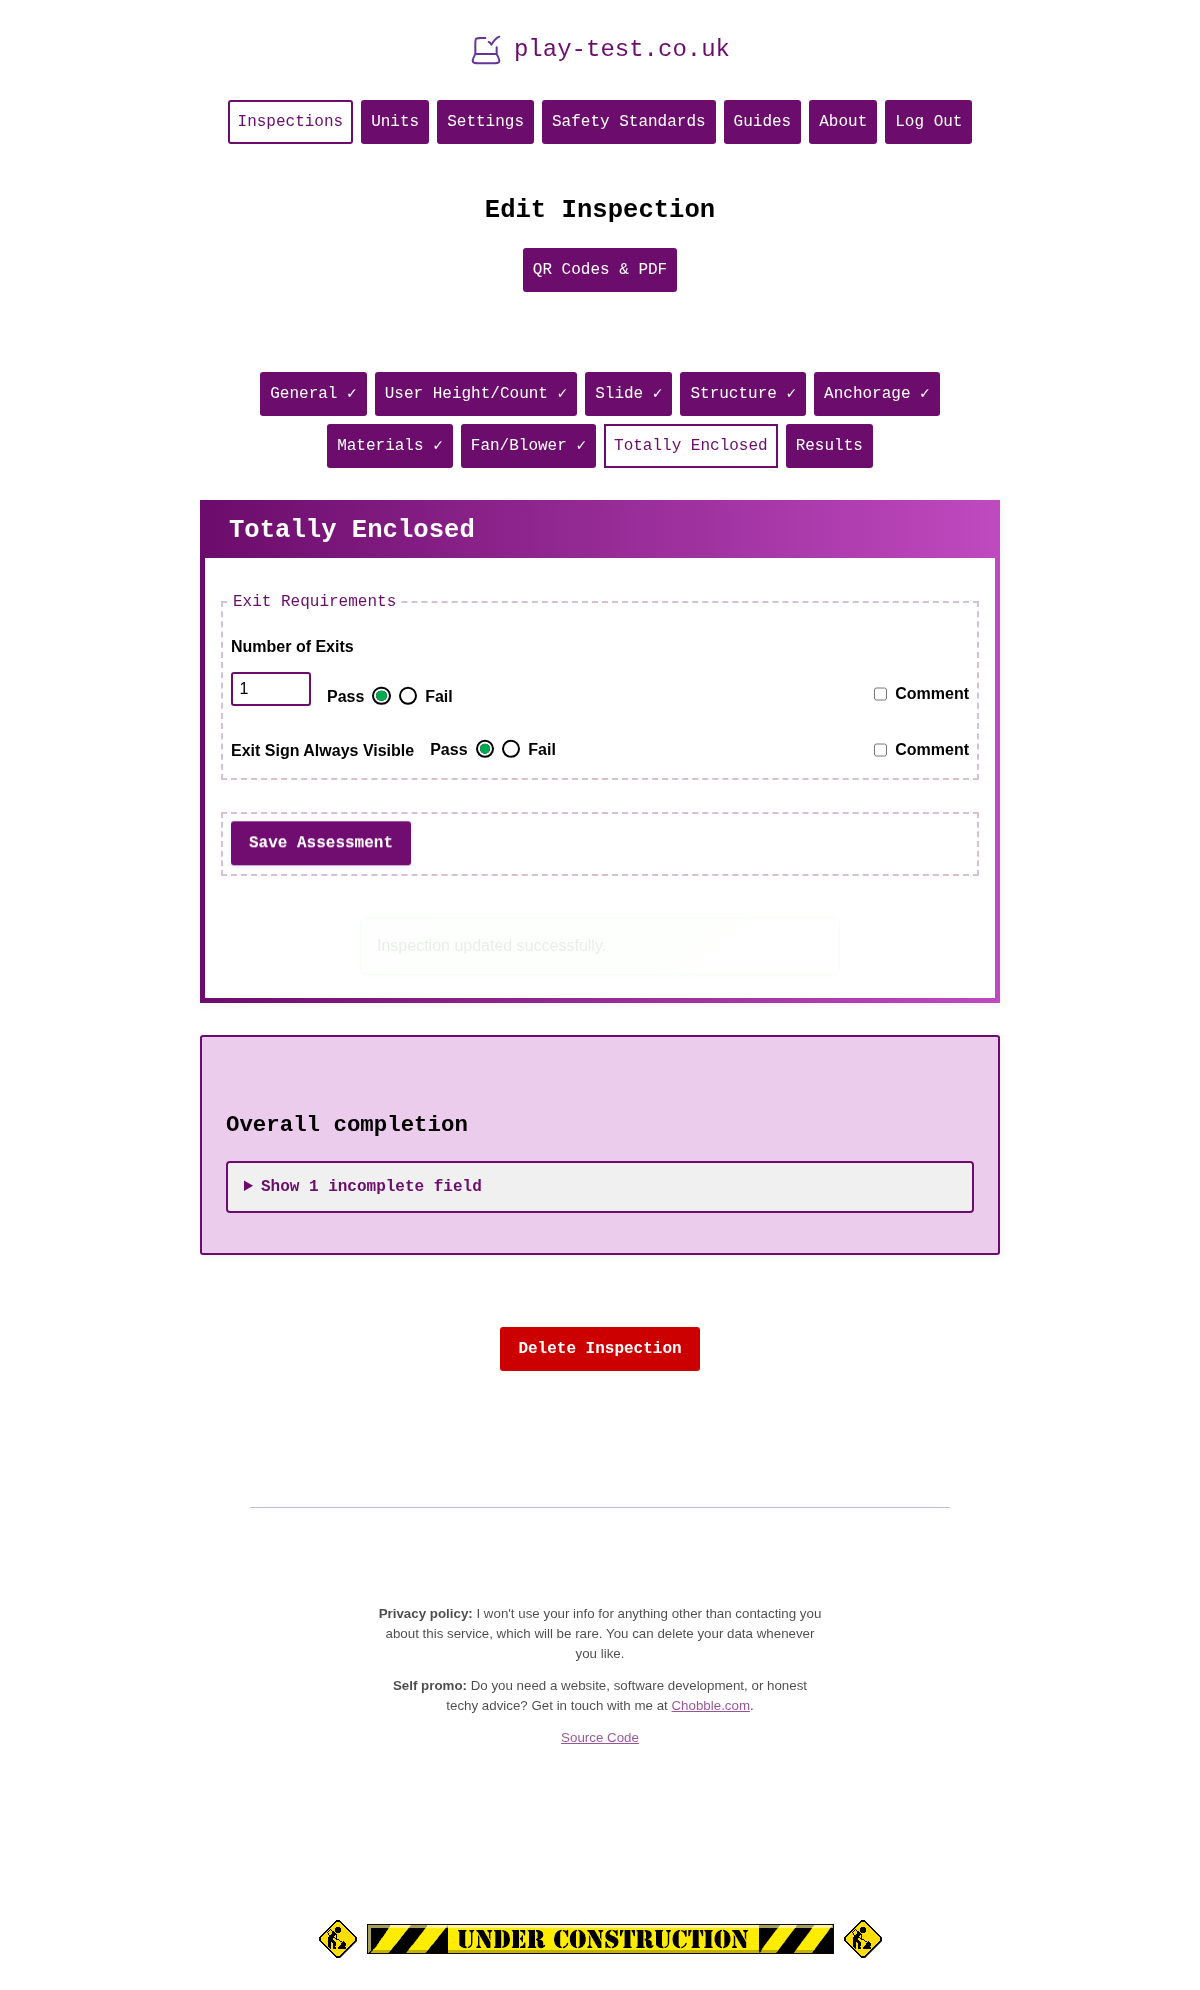 play-test.co.uk
Inspections Units Settings Safety Standards Guides About Log Out
Edit Inspection
QR Codes & PDF
General ✓ User Height/Count ✓ Slide ✓ Structure ✓ Anchorage ✓
Materials ✓ Fan/Blower ✓ Totally Enclosed Results
Totally Enclosed
Exit Requirements
Number of Exits
1 Pass Fail Comment
Exit Sign Always Visible Pass Fail Comment
Save Assessment
Inspection updated successfully.
Overall completion
Show 1 incomplete field
Delete Inspection
Privacy policy: I won't use your info for anything other than contacting you
about this service, which will be rare. You can delete your data whenever
you like.
Self promo: Do you need a website, software development, or honest
techy advice? Get in touch with me at Chobble.com.
Source Code
UNDER CONSTRUCTION